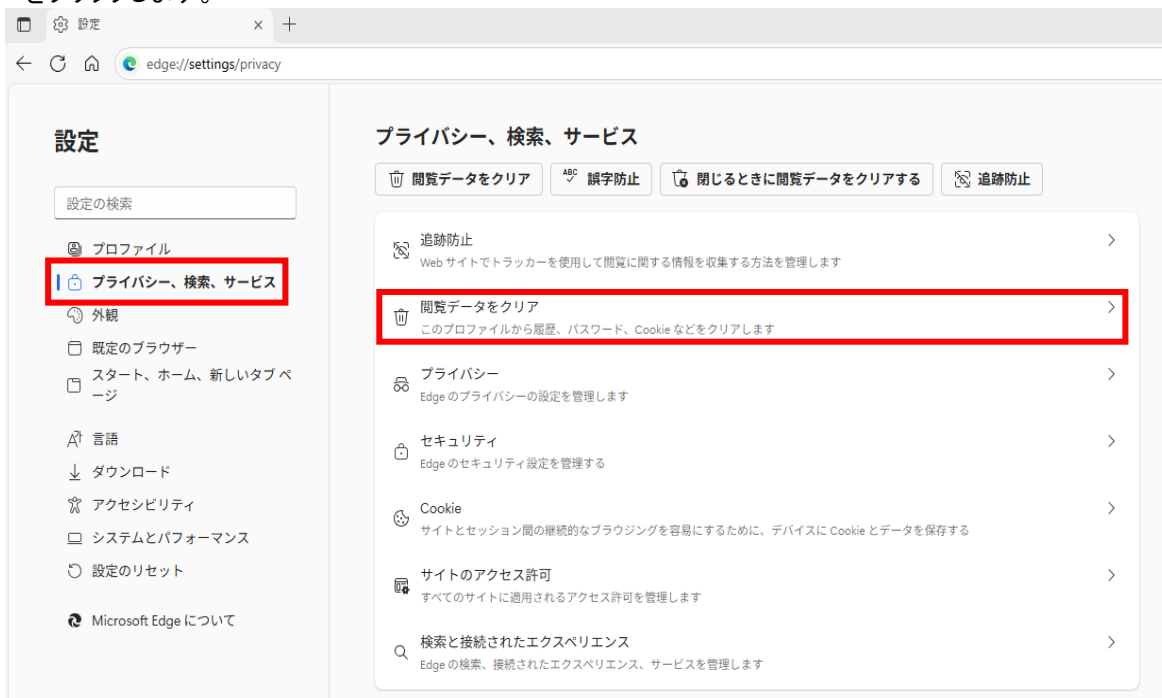 をクリックします。
設定
edge://settings/privacy
設定
設定の検索
プロファイル
プライバシー、検索、サービス
外観
既定のブラウザー
スタート、ホーム、新しいタブ ペ
ージ
言語
ダウンロード
アクセシビリティ
システムとパフォーマンス
設定のリセット
Microsoft Edge について
プライバシー、検索、サービス
閲覧データをクリア
ABC 誤字防止
閉じるときに閲覧データをクリアする
追跡防止
追跡防止
Web サイトでトラッカーを使用して閲覧に関する情報を収集する方法を管理します
閲覧データをクリア
このプロファイルから履歴、パスワード、Cookie などをクリアします
プライバシー
Edge のプライバシーの設定を管理します
セキュリティ
Edge のセキュリティ設定を管理する
Cookie
サイトとセッション間の継続的なブラウジングを容易にするために、デバイスに Cookie とデータを保存する
サイトのアクセス許可
すべてのサイトに適用されるアクセス許可を管理します
検索と接続されたエクスペリエンス
Edge の検索、接続されたエクスペリエンス、サービスを管理します